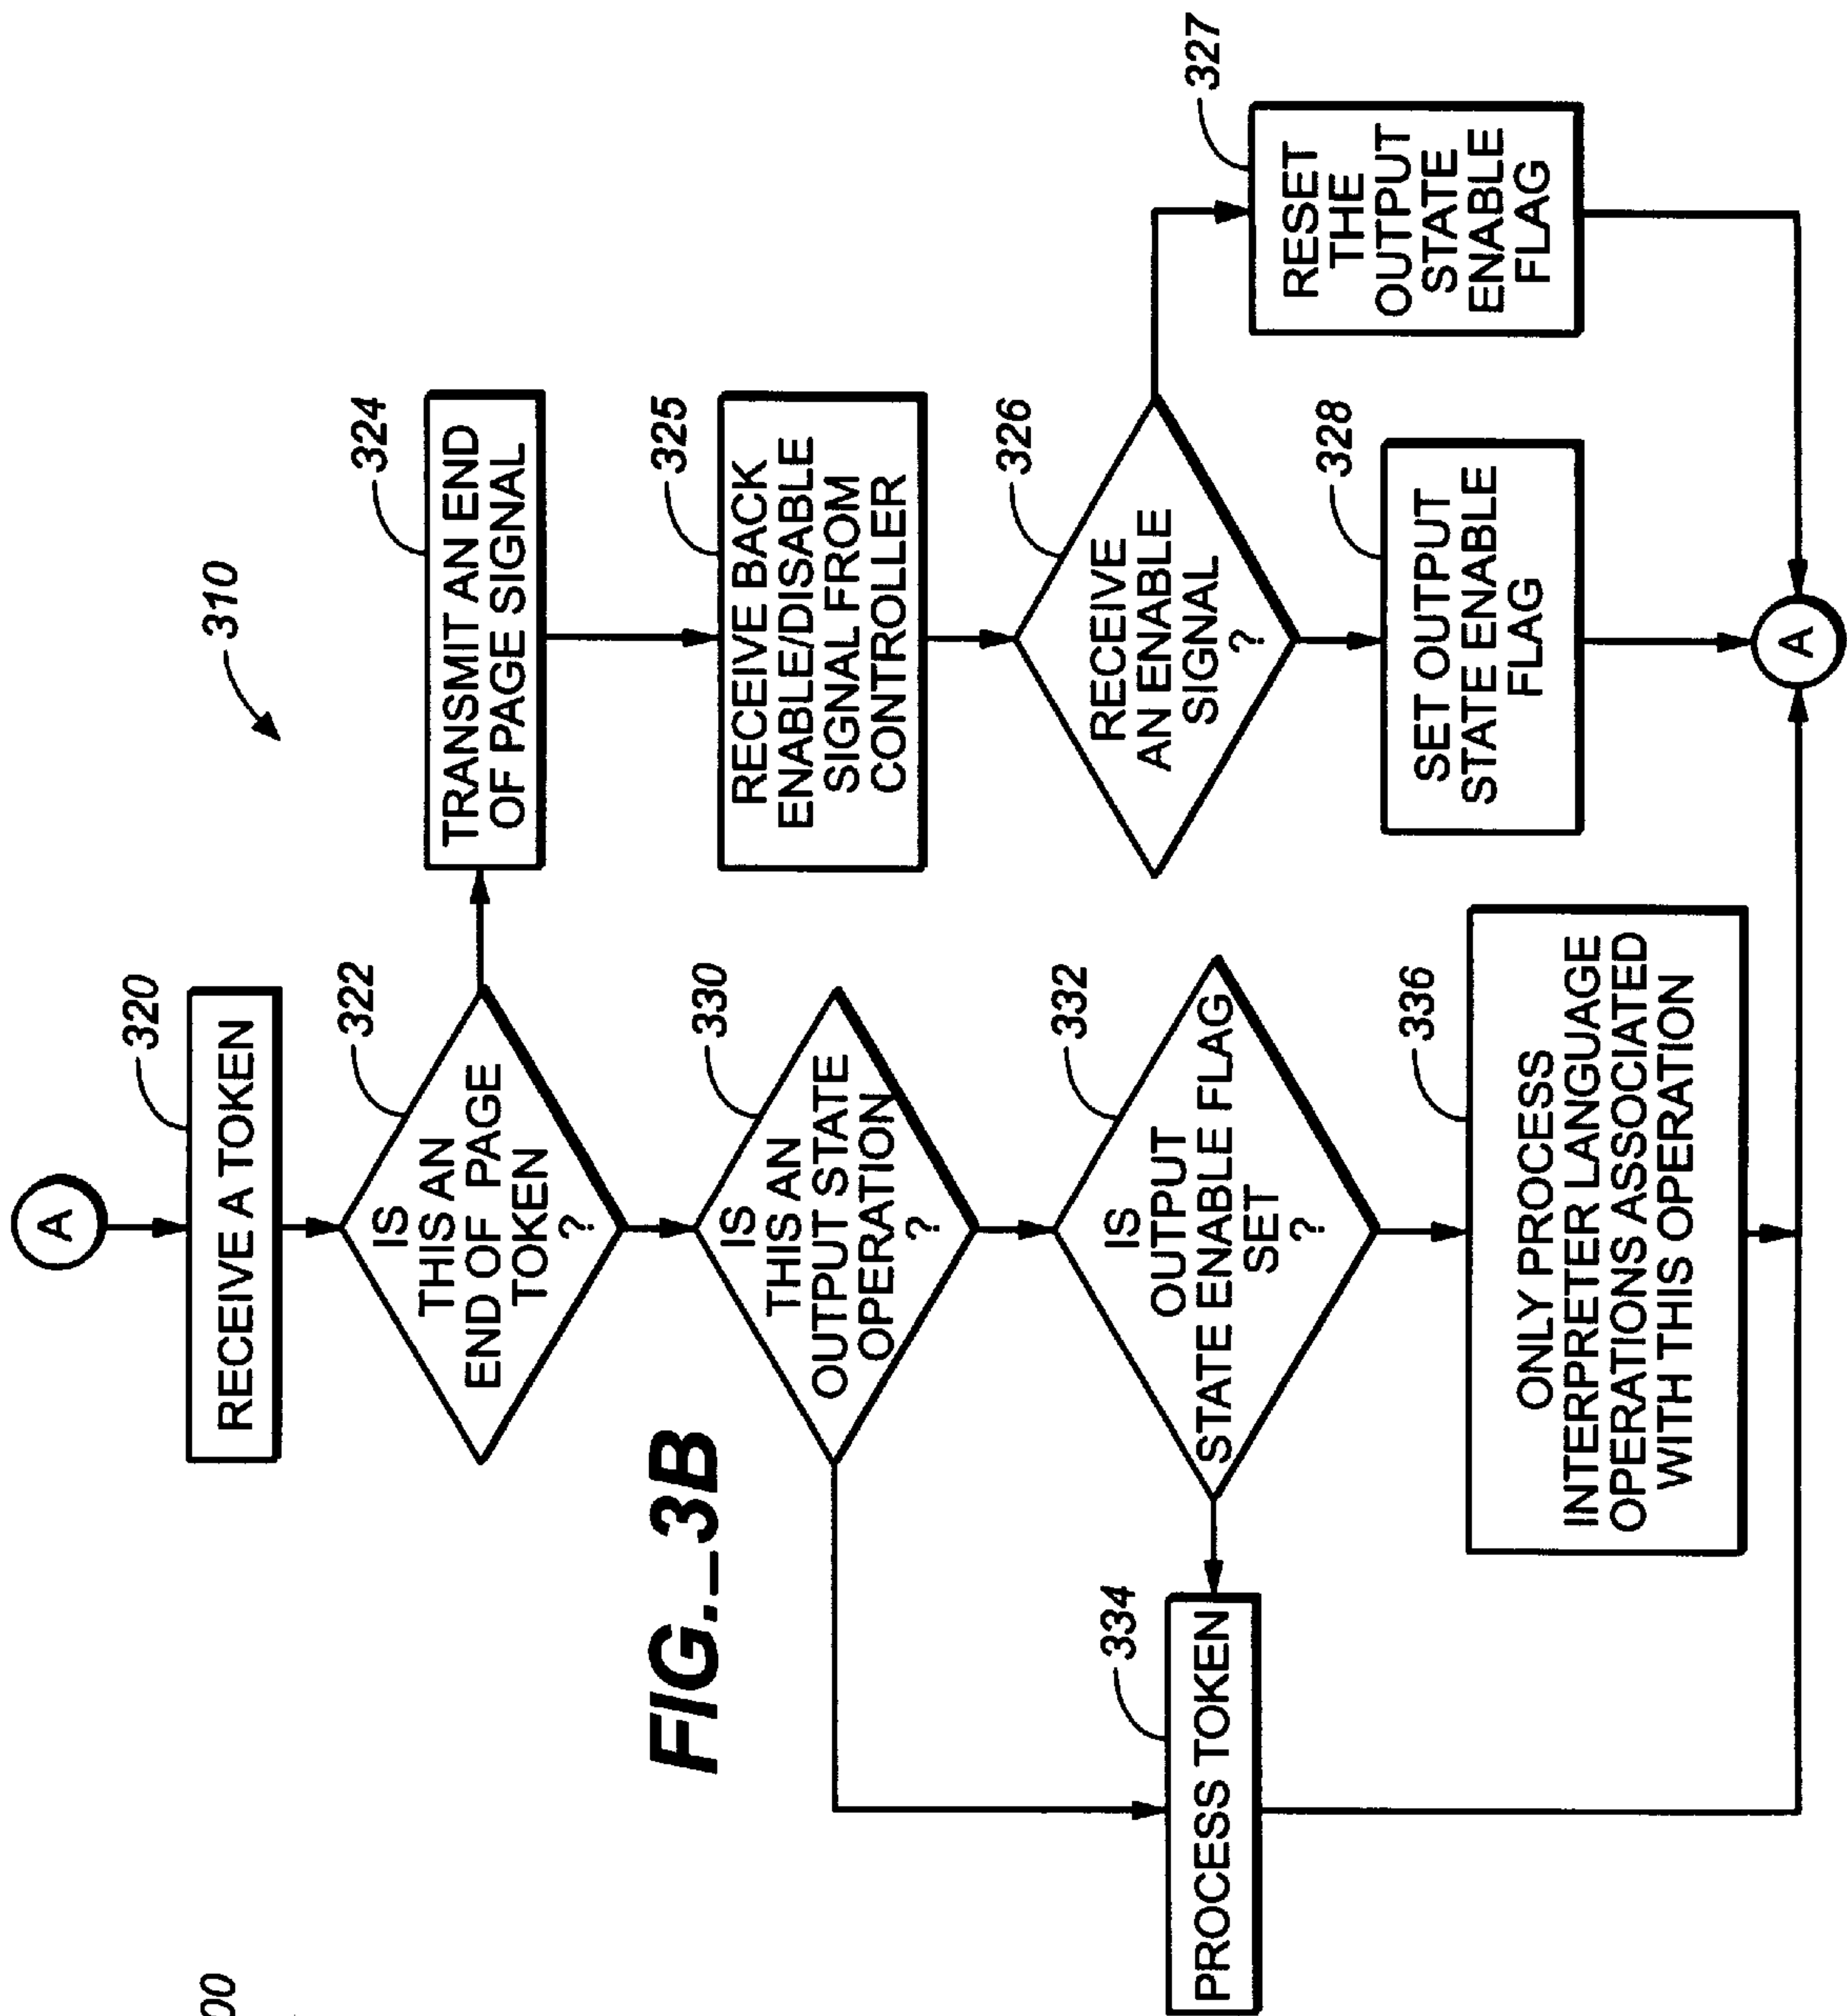 310
A
320
RECEIVE A TOKEN
322
IS
THIS AN
END OF PAGE
TOKEN
?
324
TRANSMIT AN END
OF PAGE SIGNAL
325
RECEIVE BACK
ENABLE/DISABLE
SIGNAL FROM
CONTROLLER
326
RECEIVE
AN ENABLE
SIGNAL
?
327
RESET
THE
OUTPUT
STATE
ENABLE
FLAG
328
SET OUTPUT
STATE ENABLE
FLAG
330
IS
THIS AN
OUTPUT STATE
OPERATION
?
332
IS
OUTPUT
STATE ENABLE FLAG
SET
?
334
PROCESS TOKEN
336
ONLY PROCESS
INTERPRETER LANGUAGE
OPERATIONS ASSOCIATED
WITH THIS OPERATION
A
FIG._3B
00